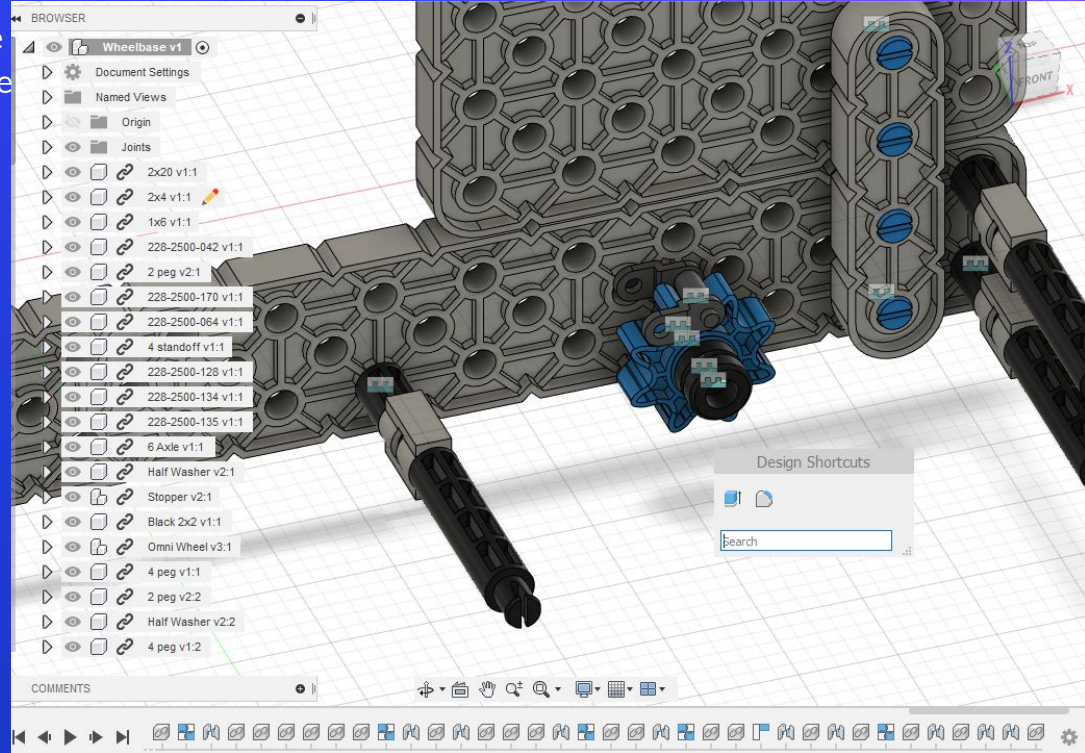 e
BROWSER
Wheelbase v1
e
Document Settings
Named Views
Origin
Joints
2x20 v1:1
2x4 v1:1
1x6 v1:1
228-2500-042 v1:1
2 peg v2:1
228-2500-170 v1:1
228-2500-064 v1:1
4 standoff v1:1
228-2500-128 v1:1
228-2500-134 v1:1
228-2500-135 v1:1
6 Axle v1:1
Half Washer v2:1
Stopper v2:1
Black 2x2 v1:1
Omni Wheel v3:1
4 peg v1:1
2 peg v2:2
Half Washer v2:2
4 peg v1:2
COMMENTS
Z
TOP
FRONT
X
Design Shortcuts
Search